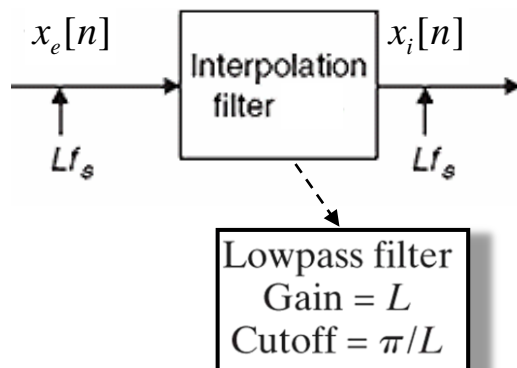 x_e[n]
x_i[n]
Interpolation
filter
Lf_s
Lf_s
Lowpass filter
Gain = L
Cutoff = π/L